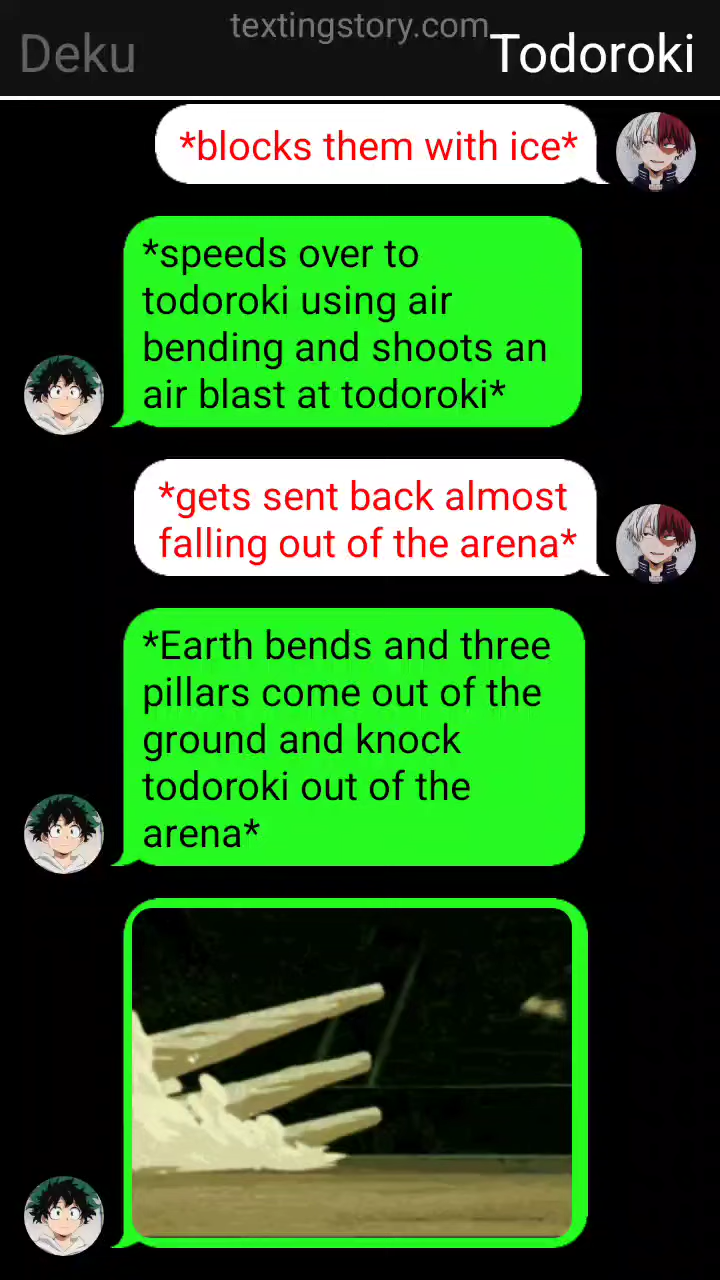 textingstory.com
Deku
Todoroki
*blocks them with ice*
*speeds over to
todoroki using air
bending and shoots an
air blast at todoroki*
*gets sent back almost
falling out of the arena*
*Earth bends and three
pillars come out of the
ground and knock
todoroki out of the
arena*